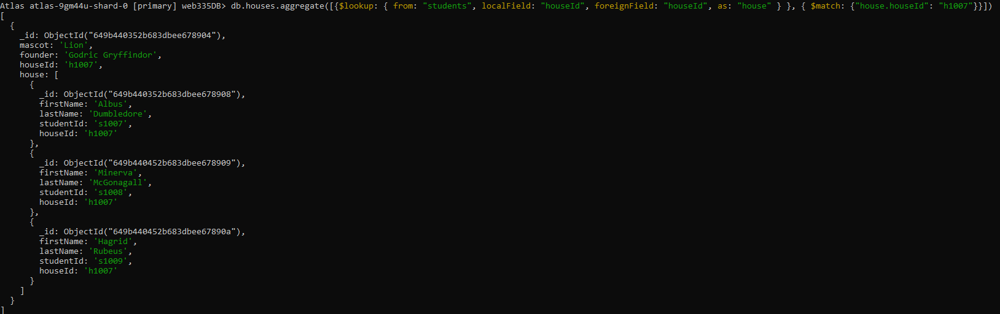 Atlas atlas-9gm44u-shard-0 [primary] web335DB> db.houses.aggregate([{$lookup: { from: "students", localField: "houseId", foreignField: "houseId", as: "house" } }, { $match: {"house.houseId": "h1007"}}])
[
  {
    _id: ObjectId("649b440352b683dbee678904"),
    mascot: 'Lion',
    founder: 'Godric Gryffindor',
    houseId: 'h1007',
    house: [
      {
        _id: ObjectId("649b440352b683dbee678908"),
        firstName: 'Albus',
        lastName: 'Dumbledore',
        studentId: 's1007',
        houseId: 'h1007'
      },
      {
        _id: ObjectId("649b440452b683dbee678909"),
        firstName: 'Minerva',
        lastName: 'McGonagall',
        studentId: 's1008',
        houseId: 'h1007'
      },
      {
        _id: ObjectId("649b440452b683dbee67890a"),
        firstName: 'Hagrid',
        lastName: 'Rubeus',
        studentId: 's1009',
        houseId: 'h1007'
      }
    ]
  }
]